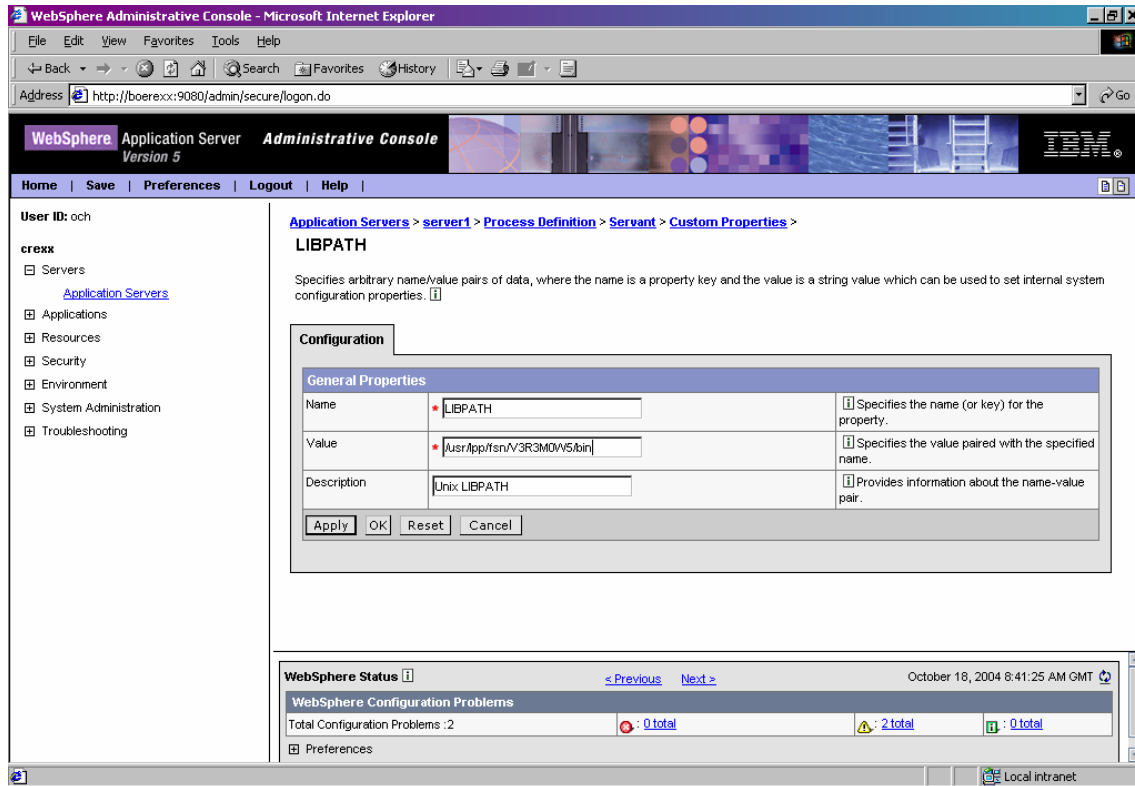 WebSphere Administrative Console - Microsoft Internet Explorer
File Edit View Favorites Tools Help
Back Search Favorites History
Address http://boerexx:9080/admin/secure/logon.do Go
WebSphere Application Server Administrative Console
Version 5
IBM
Home | Save | Preferences | Logout | Help |
User ID: och
crexx
Servers
Application Servers
Applications
Resources
Security
Environment
System Administration
Troubleshooting
Application Servers > server1 > Process Definition > Servant > Custom Properties >
LIBPATH
Specifies arbitrary name/value pairs of data, where the name is a property key and the value is a string value which can be used to set internal system
configuration properties. i
Configuration
General Properties
Name * LIBPATH i Specifies the name (or key) for the
property.
Value * /usr/lpp/fsn/V3R3M0W5/bin i Specifies the value paired with the specified
name.
Description Unix LIBPATH i Provides information about the name-value
pair.
Apply OK Reset Cancel
WebSphere Status i < Previous Next > October 18, 2004 8:41:25 AM GMT
WebSphere Configuration Problems
Total Configuration Problems :2 : 0 total : 2 total : 0 total
Preferences
Local intranet